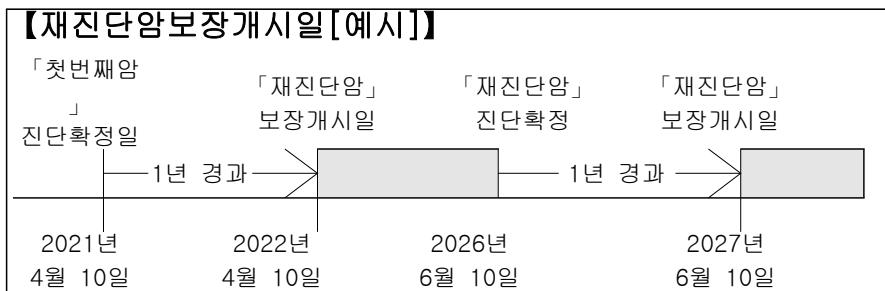 【재진단암보장개시일[예시]】
「첫번째암
」
진단확정일
「재진단암」
보장개시일
「재진단암」
진단확정
「재진단암」
보장개시일
1년 경과
1년 경과
2021년
4월 10일
2022년
4월 10일
2026년
6월 10일
2027년
6월 10일